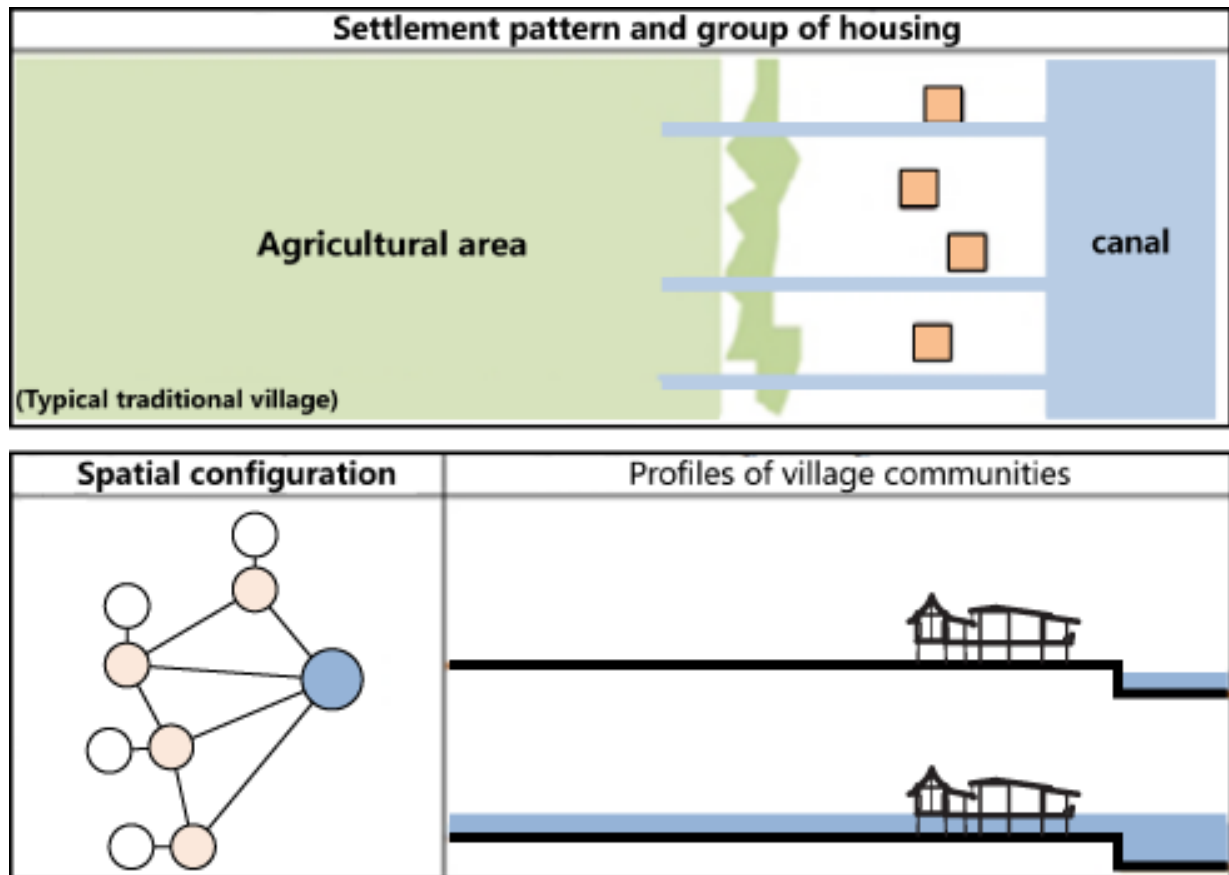 Settlement pattern and group of housing
Agricultural area
canal
(Typical traditional village)
Spatial configuration
Profiles of village communities